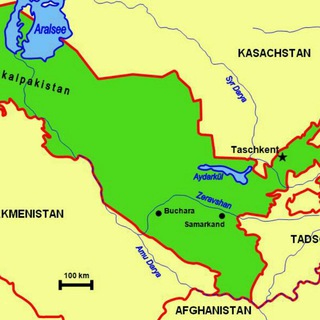 Aralsee
KASACHSTAN
kalpakistan
Syr Darya
Taschkent
Aydarkül
Zeravshan
Buchara
Samarkand
KMENISTAN
TADS
Amu Darya
100 km
AFGHANISTAN